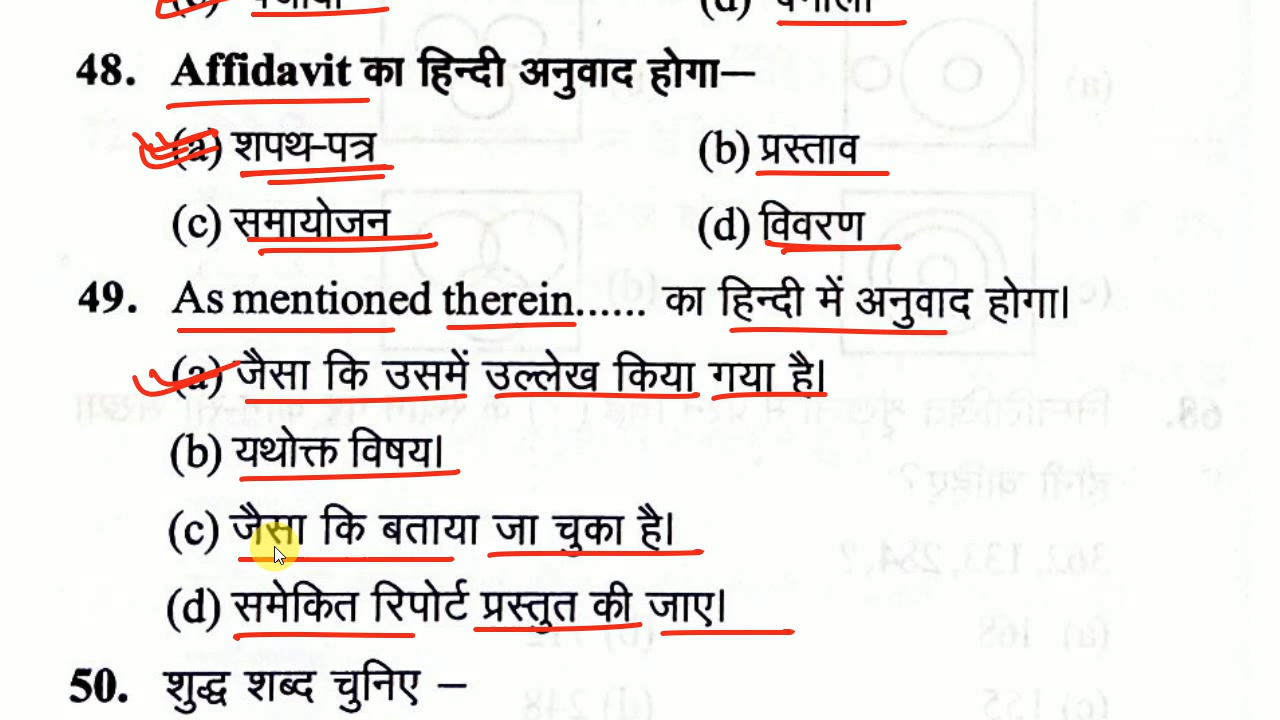 (d)
48. Affidavit का हिन्दी अनुवाद होगा–
(a) शपथ-पत्र (b) प्रस्ताव
(c) समायोजन (d) विवरण
49. As mentioned therein...... का हिन्दी में अनुवाद होगा।
(a) जैसा कि उसमें उल्लेख किया गया है।
(b) यथोक्त विषय।
(c) जैसा कि बताया जा चुका है।
(d) समेकित रिपोर्ट प्रस्तुत की जाए।
50. शुद्ध शब्द चुनिए –